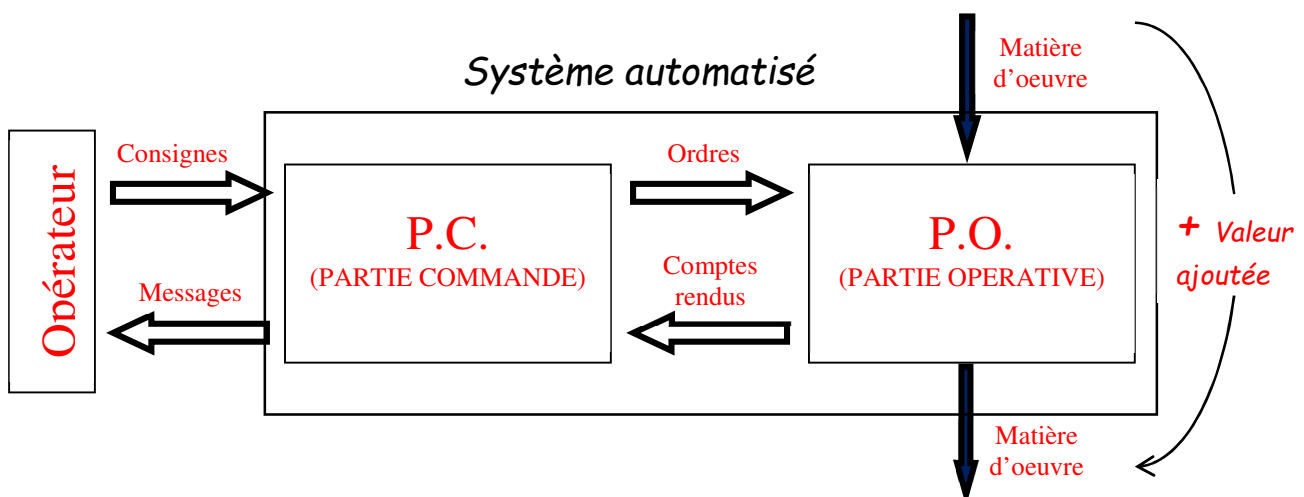 Système automatisé
Matière
d'oeuvre
Opérateur
Consignes
Messages
P.C.
(PARTIE COMMANDE)
Ordres
Comptes
rendus
P.O.
(PARTIE OPERATIVE)
+ Valeur
ajoutée
Matière
d'oeuvre